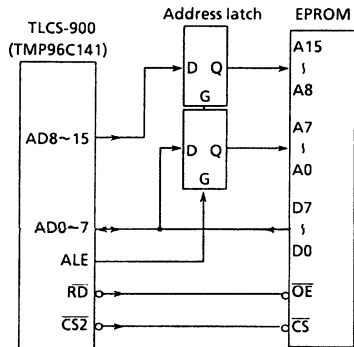 TLCS-900
(TMP96C141)
Address latch
EPROM
AD8~15
AD0~7
ALE
RD
CS2
D Q
G
D Q
G
A15
~
A8
A7
~
A0
D7
~
D0
OE
CS